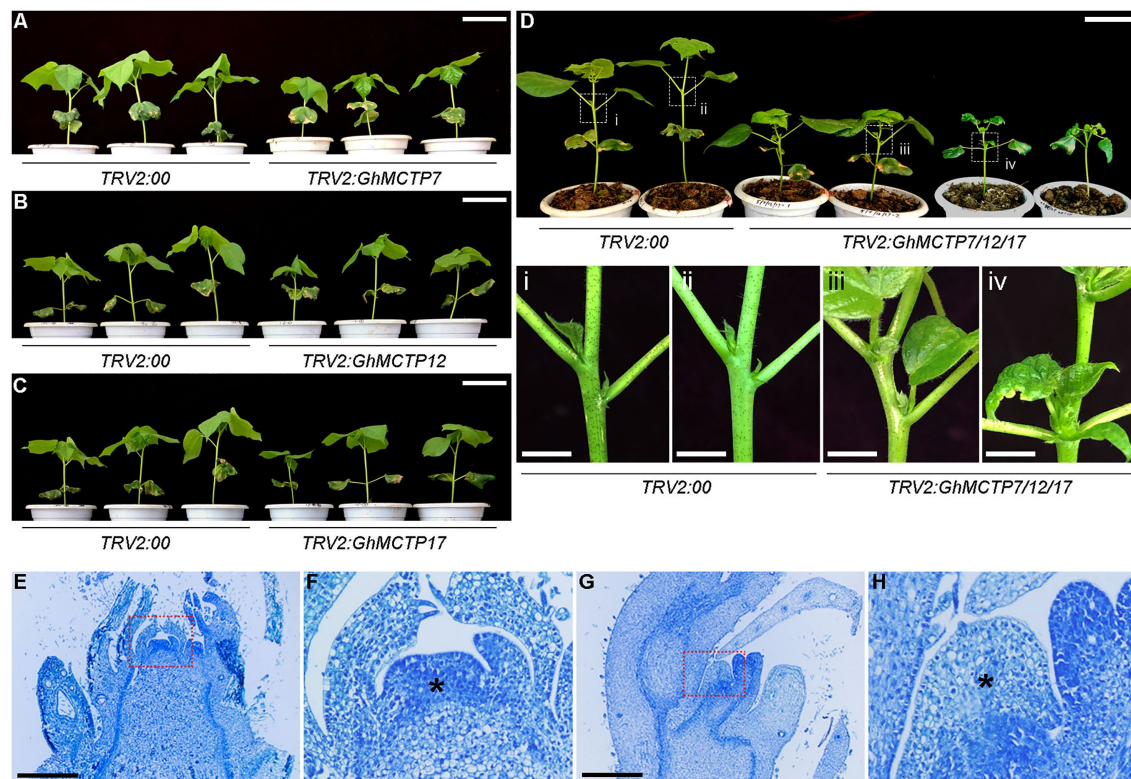 A
TRV2:00
TRV2:GhMCTP7
B
TRV2:00
TRV2:GhMCTP12
C
TRV2:00
TRV2:GhMCTP17
D
i
ii
iii
iv
TRV2:00
TRV2:GhMCTP7/12/17
i
ii
iii
iv
TRV2:00
TRV2:GhMCTP7/12/17
E
F
*
G
H
*